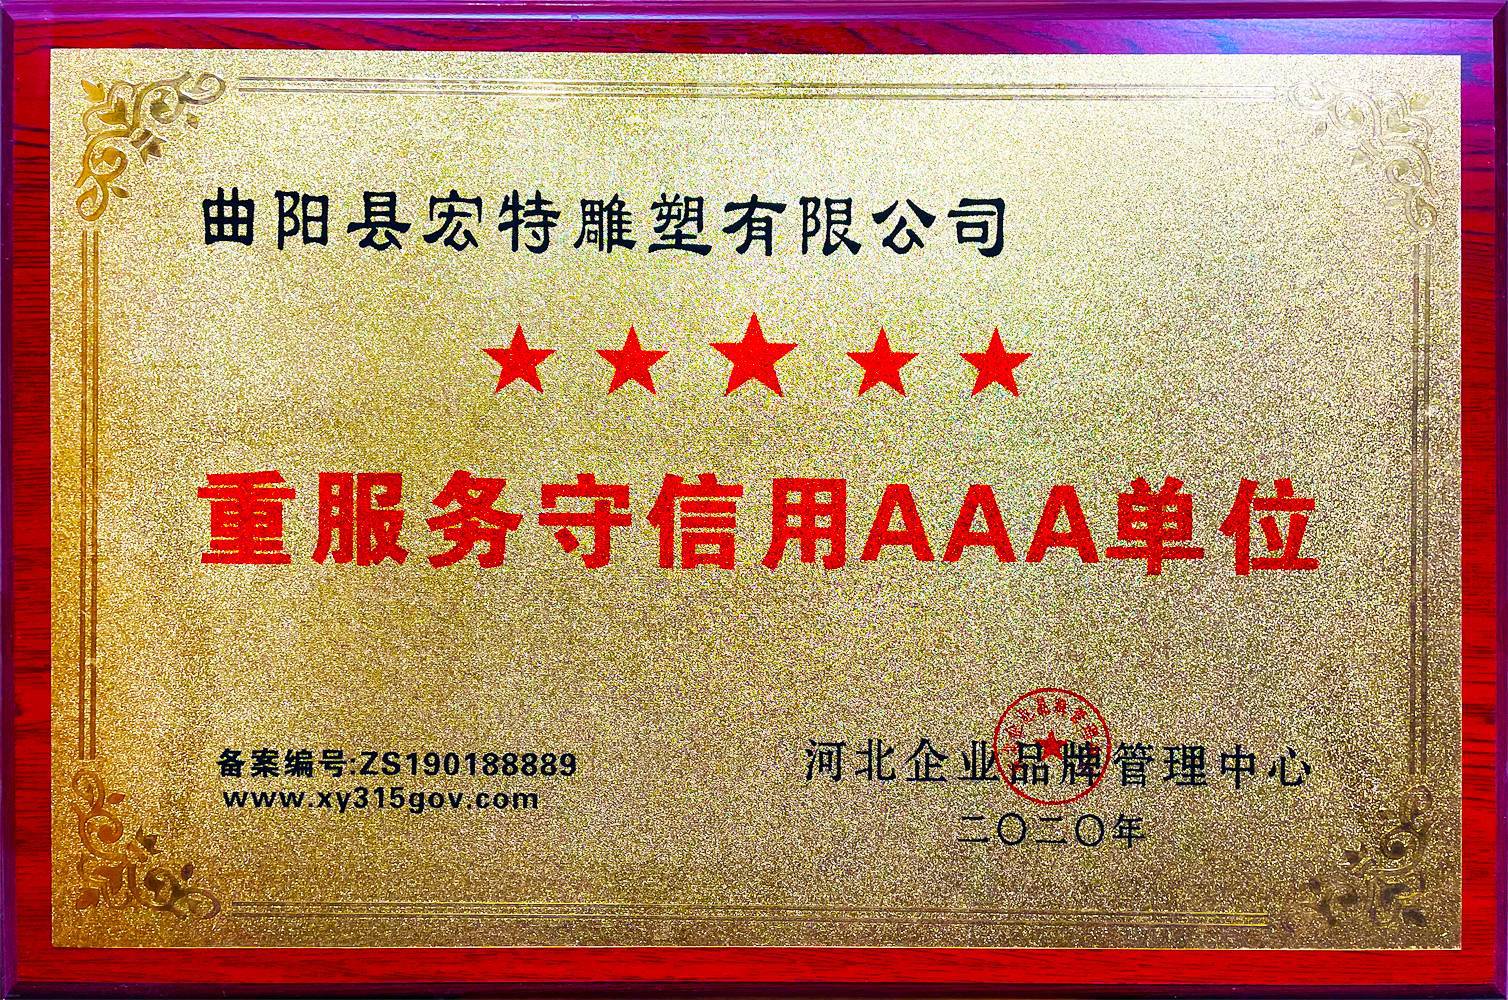 曲阳县宏特雕塑有限公司
重服务守信用AAA单位
备案编号:ZS190188889
www.xy315gov.com
河北企业品牌管理中心
二〇二〇年